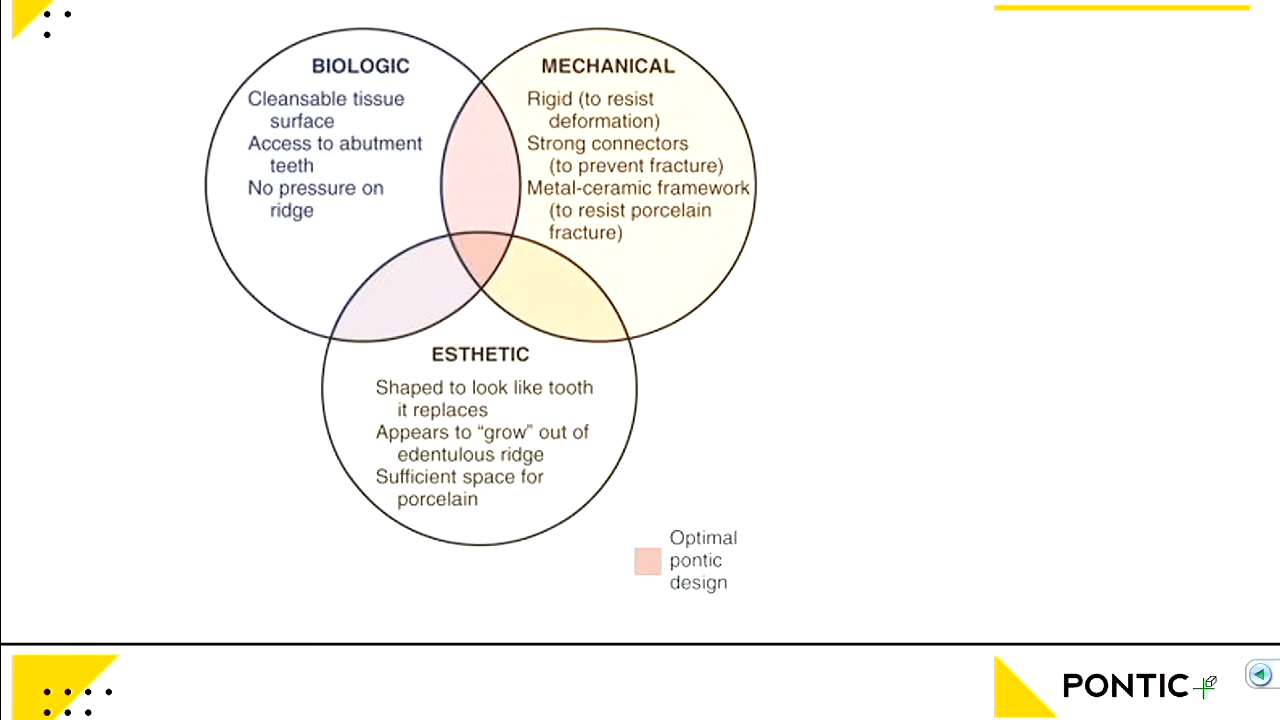 BIOLOGIC
Cleansable tissue
surface
Access to abutment
teeth
No pressure on
ridge
MECHANICAL
Rigid (to resist
deformation)
Strong connectors
(to prevent fracture)
Metal-ceramic framework
(to resist porcelain
fracture)
ESTHETIC
Shaped to look like tooth
it replaces
Appears to “grow” out of
edentulous ridge
Sufficient space for
porcelain
Optimal
pontic
design
PONTIC